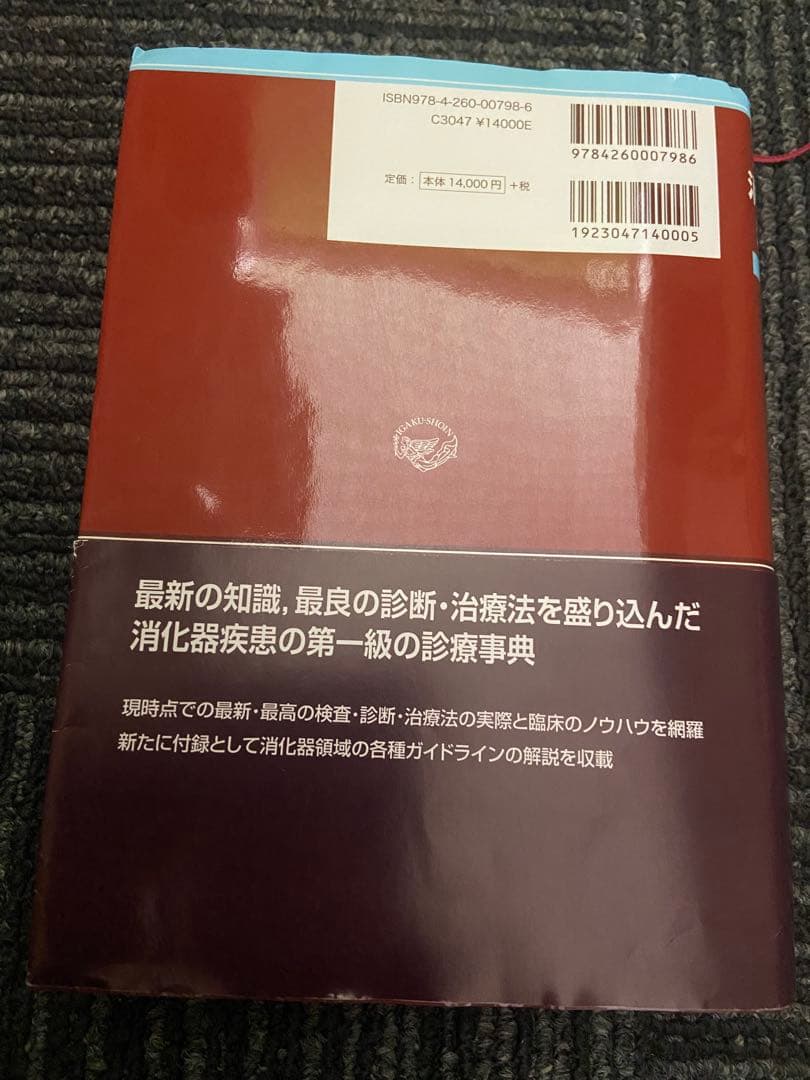 ISBN978-4-260-00798-6
C3047 ¥14000E
9784260007986
定価: 本体 14,000円 +税
1923047140005
IGAKU-SHOIN
最新の知識,最良の診断・治療法を盛り込んだ
消化器疾患の第一級の診療事典
現時点での最新・最高の検査・診断・治療法の実際と臨床のノウハウを網羅
新たに付録として消化器領域の各種ガイドラインの解説を収載